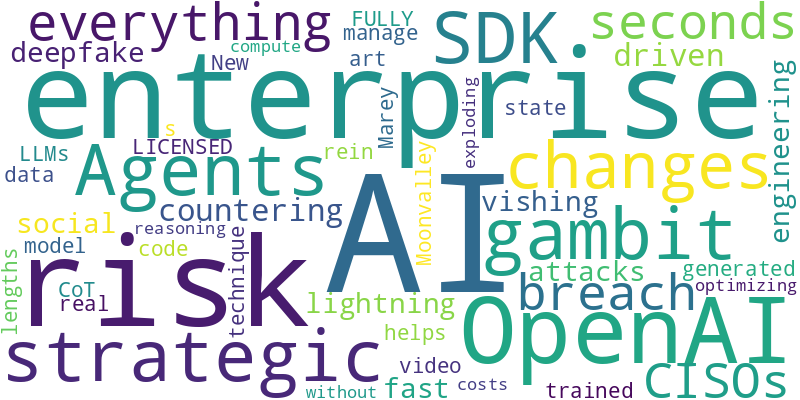 everything
FULLY
manage
SDK
seconds
deepfake
compute
New
art
driven
enterprise
Marey
exploding
state
engineering
s
LICENSED
LLMs
data
Agents
rein
Moonvalley
changes
countering
vishing
social
reasoning
model
code
AI
gambit
risk
technique
attacks
generated
lengths
CoT
real
lightning
breach
optimizing
OpenAI
helps
strategic
video
without
fast
costs
trained
CISOs